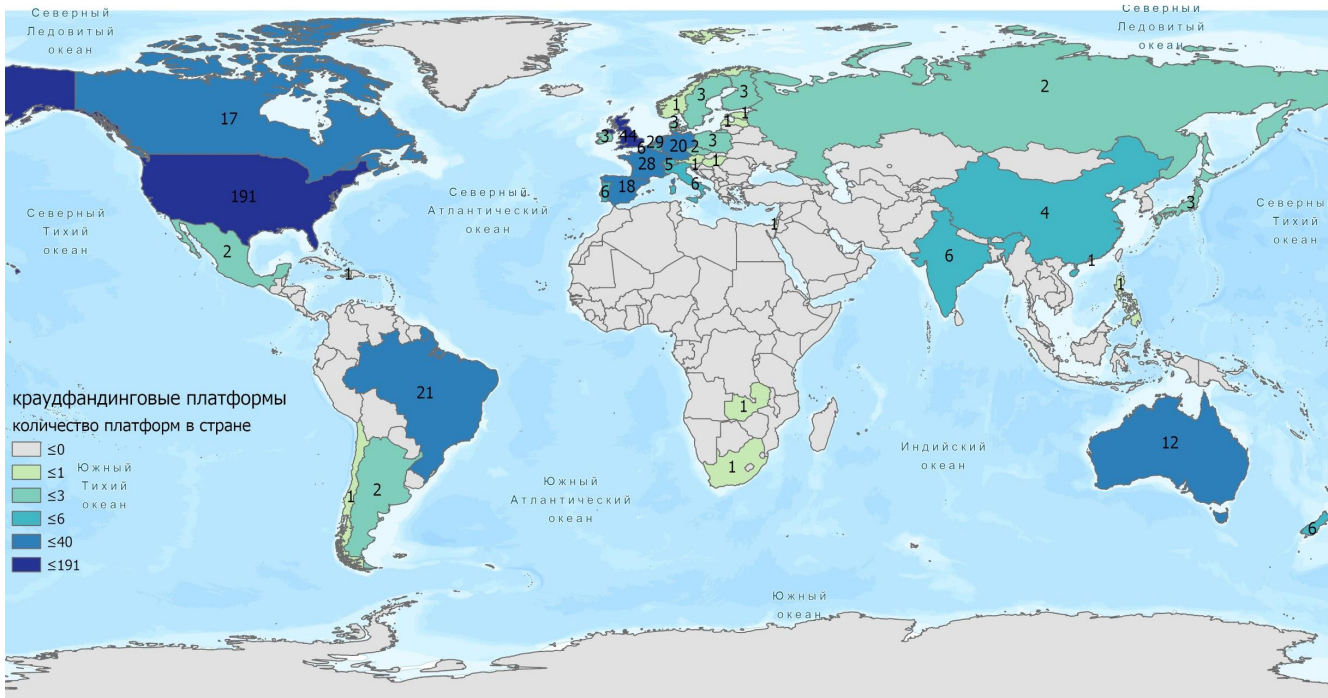 Северный
Ледовитый
океан
Северный
Ледовитый
океан
17
2
3
3
1
1
1
3
3
44
29
6
20
2
3
28
5
1
1
18
6
6
191
Северный
Атлантический
океан
Северный
Тихий
океан
4
3
Северны
Тихий
океан
2
1
1
6
1
1
21
краудфандинговые платформы
количество платформ в стране
≤0
≤1
≤3
≤6
≤40
≤191
Южный
Тихий
океан
1
2
Южный
Атлантический
океан
1
1
Индийский
океан
12
6
Южный
океан